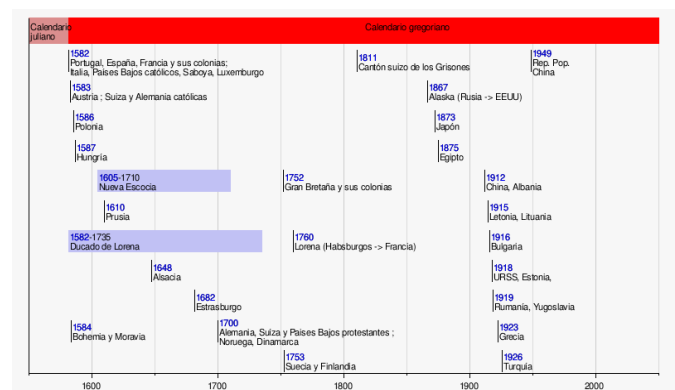 Calendario
juliano
Calendario gregoriano
1582
Portugal, España, Francia y sus colonias;
Italia, Paises Bajos católicos, Saboya, Luxemburgo
1811
Cantón suizo de los Grisones
1949
Rep. Pop.
China
1583
Austria ; Suiza y Alemania católicas
1867
Alaska (Rusia -> EEUU)
1586
Polonia
1873
Japón
1587
Hungría
1875
Egipto
1605-1710
Nueva Escocia
1752
Gran Bretaña y sus colonias
1912
China, Albania
1610
Prusia
1915
Letonia, Lituania
1582-1735
Ducado de Lorena
1760
Lorena (Habsburgos -> Francia)
1916
Bulgaria
1648
Alsacia
1918
URSS, Estonia,
1682
Estrasburgo
1919
Rumanía, Yugoslavia
1584
Bohemia y Moravia
1700
Alemania, Suiza y Paises Bajos protestantes ;
Noruega, Dinamarca
1923
Grecia
1753
Suecia y Finlandia
1926
Turquia
1600
1700
1800
1900
2000